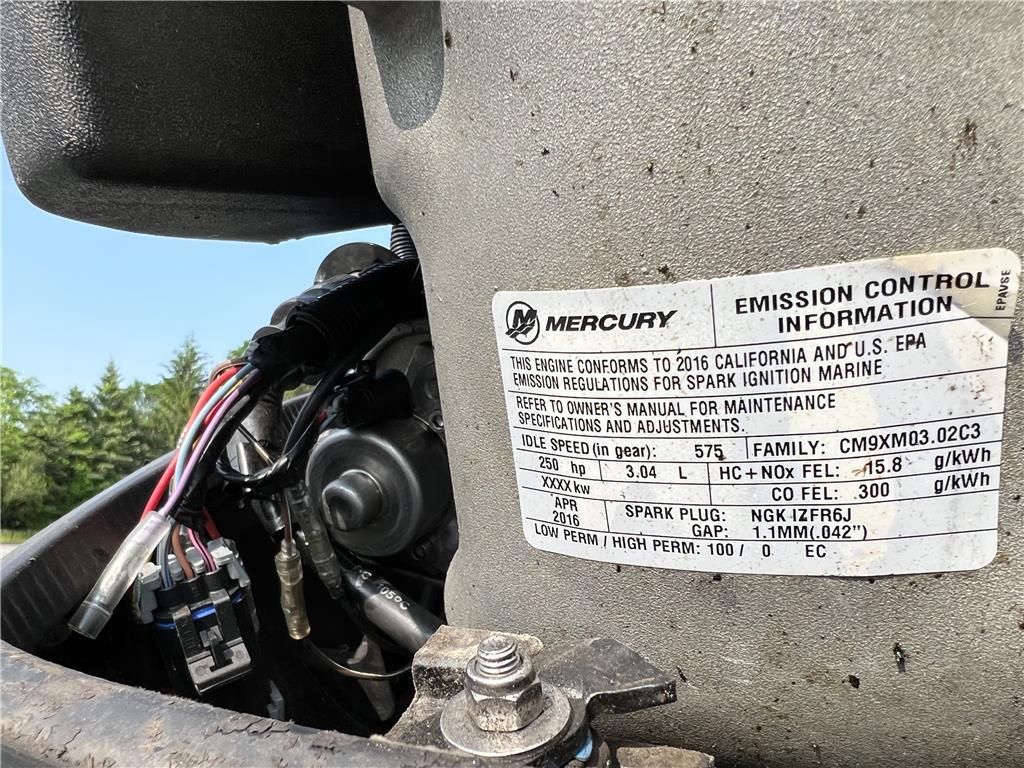 MERCURY
EMISSION CONTROL
INFORMATION
EPAVSE
THIS ENGINE CONFORMS TO 2016 CALIFORNIA AND U.S. EPA
EMISSION REGULATIONS FOR SPARK IGNITION MARINE
REFER TO OWNER'S MANUAL FOR MAINTENANCE
SPECIFICATIONS AND ADJUSTMENTS.
IDLE SPEED (in gear): 575 FAMILY: CM9XM03.02C3
250 hp 3.04 L HC+NOx FEL: 15.8 g/kWh
XXXX kw CO FEL: 300 g/kWh
APR
2016
SPARK PLUG: NGK IZFR6J
GAP: 1.1MM(.042")
LOW PERM / HIGH PERM: 100 / 0 EC